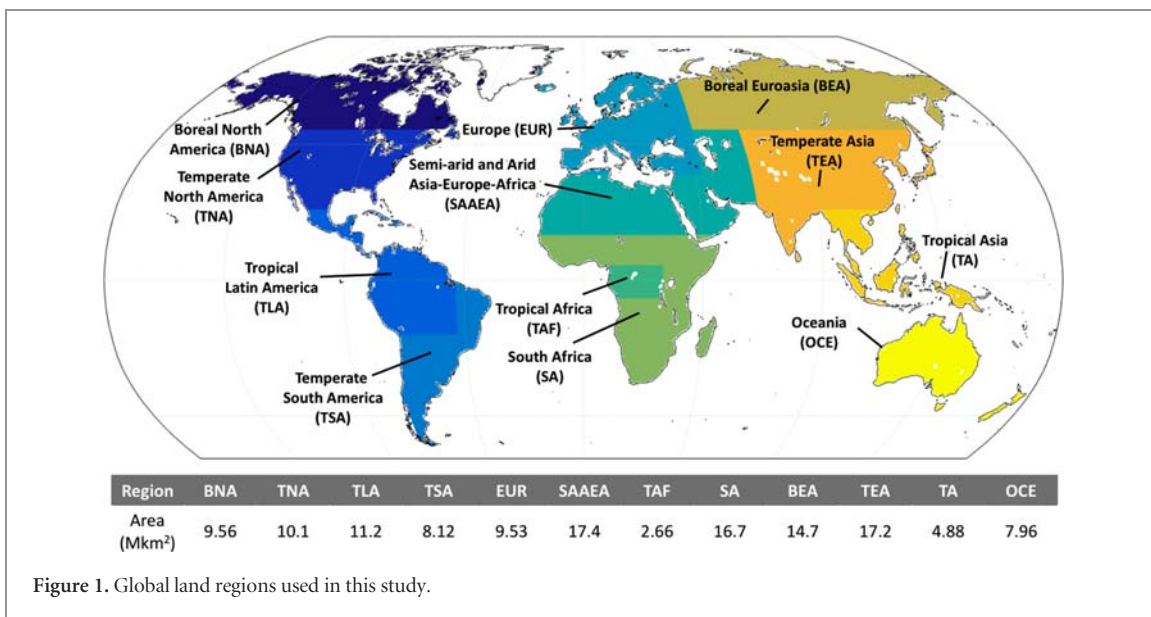 Boreal North
America (BNA)
Temperate
North America
(TNA)
Tropical
Latin America
(TLA)
Temperate
South America
(TSA)
Europe (EUR)
Semi-arid and Arid
Asia-Europe-Africa
(SAAEA)
Tropical Africa
(TAF)
South Africa
(SA)
Boreal Euroasia (BEA)
Temperate Asia
(TEA)
Tropical Asia
(TA)
Oceania
(OCE)
Region BNA TNA TLA TSA EUR SAAEA TAF SA BEA TEA TA OCE
Area
(Mkm²) 9.56 10.1 11.2 8.12 9.53 17.4 2.66 16.7 14.7 17.2 4.88 7.96
Figure 1. Global land regions used in this study.